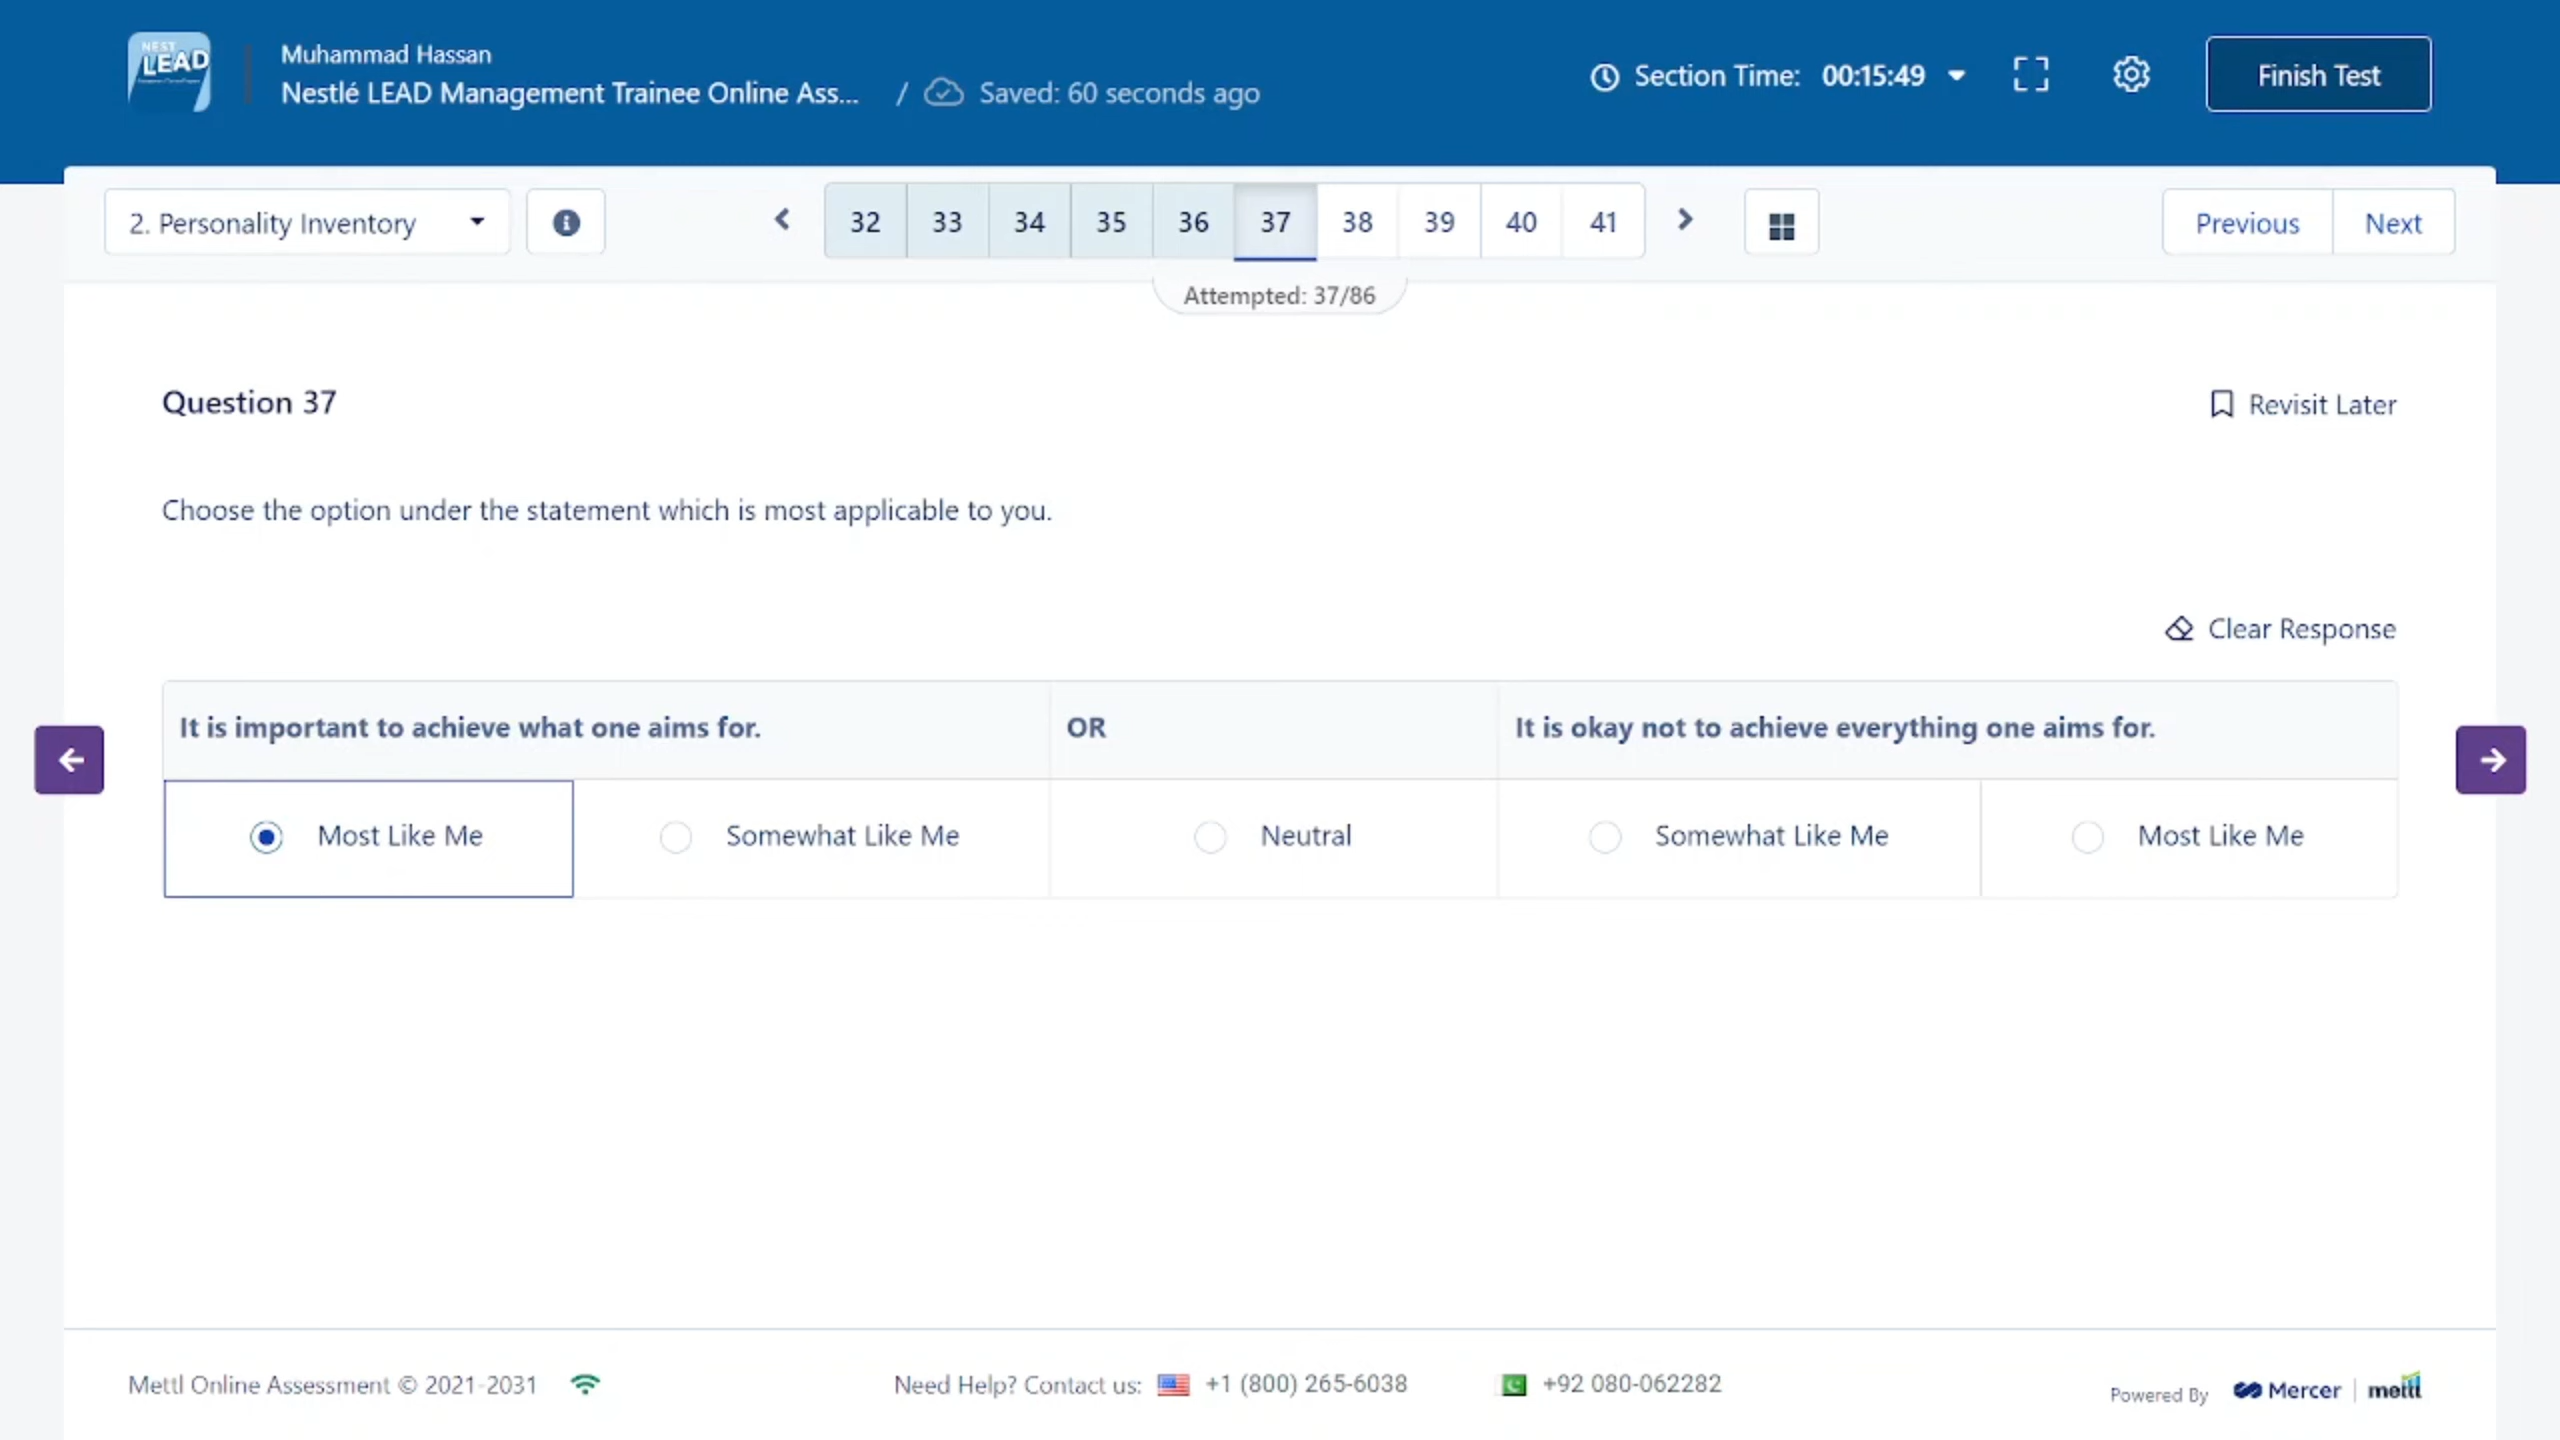 NEST
LEAD
Muhammad Hassan
Nestlé LEAD Management Trainee Online Ass... / Saved: 60 seconds ago
Section Time: 00:15:49
Finish Test
2. Personality Inventory
32 33 34 35 36 37 38 39 40 41
Previous Next
Attempted: 37/86
Question 37
Revisit Later
Choose the option under the statement which is most applicable to you.
Clear Response
It is important to achieve what one aims for. OR It is okay not to achieve everything one aims for.
Most Like Me Somewhat Like Me Neutral Somewhat Like Me Most Like Me
Mettl Online Assessment © 2021-2031
Need Help? Contact us: +1 (800) 265-6038 +92 080-062282
Powered By Mercer | mettl